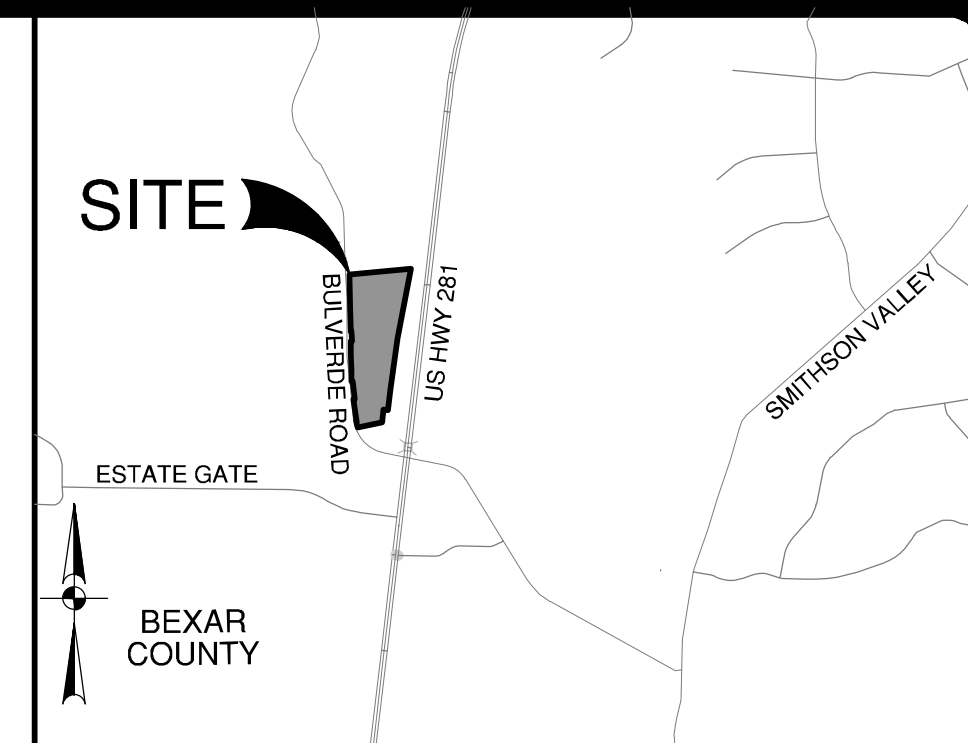 SITE
BULVERDE ROAD
US HWY 281
SMITHSON VALLEY
ESTATE GATE
BEXAR
COUNTY